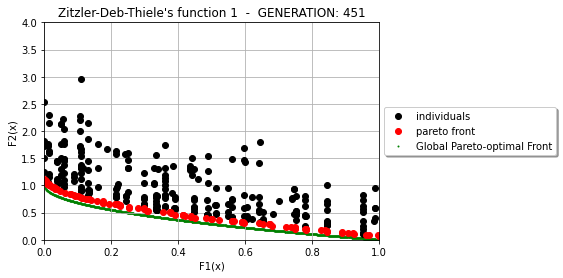 Zitzler-Deb-Thiele's function 1 - GENERATION: 451
4.0
3.5
3.0
2.5
2.0
1.5
1.0
0.5
0.0
F2(x)
0.0 0.2 0.4 0.6 0.8 1.0
F1(x)
individuals
pareto front
Global Pareto-optimal Front